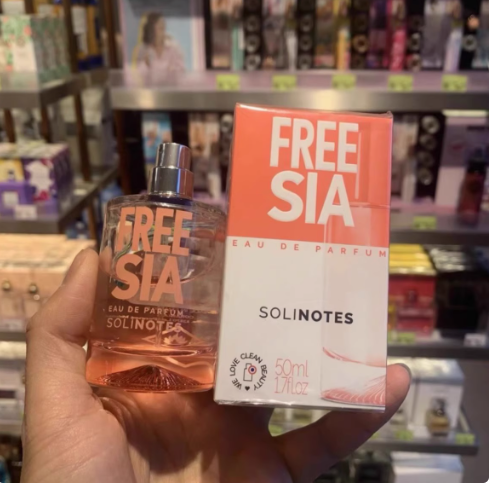 FREE
SIA
EAU DE PARFUM
SOLINOTES
FREE
SIA
EAU DE PARFUM
SOLINOTES
WE LOVE CLEAN BEAUTY
50ml
1.7fl.oz